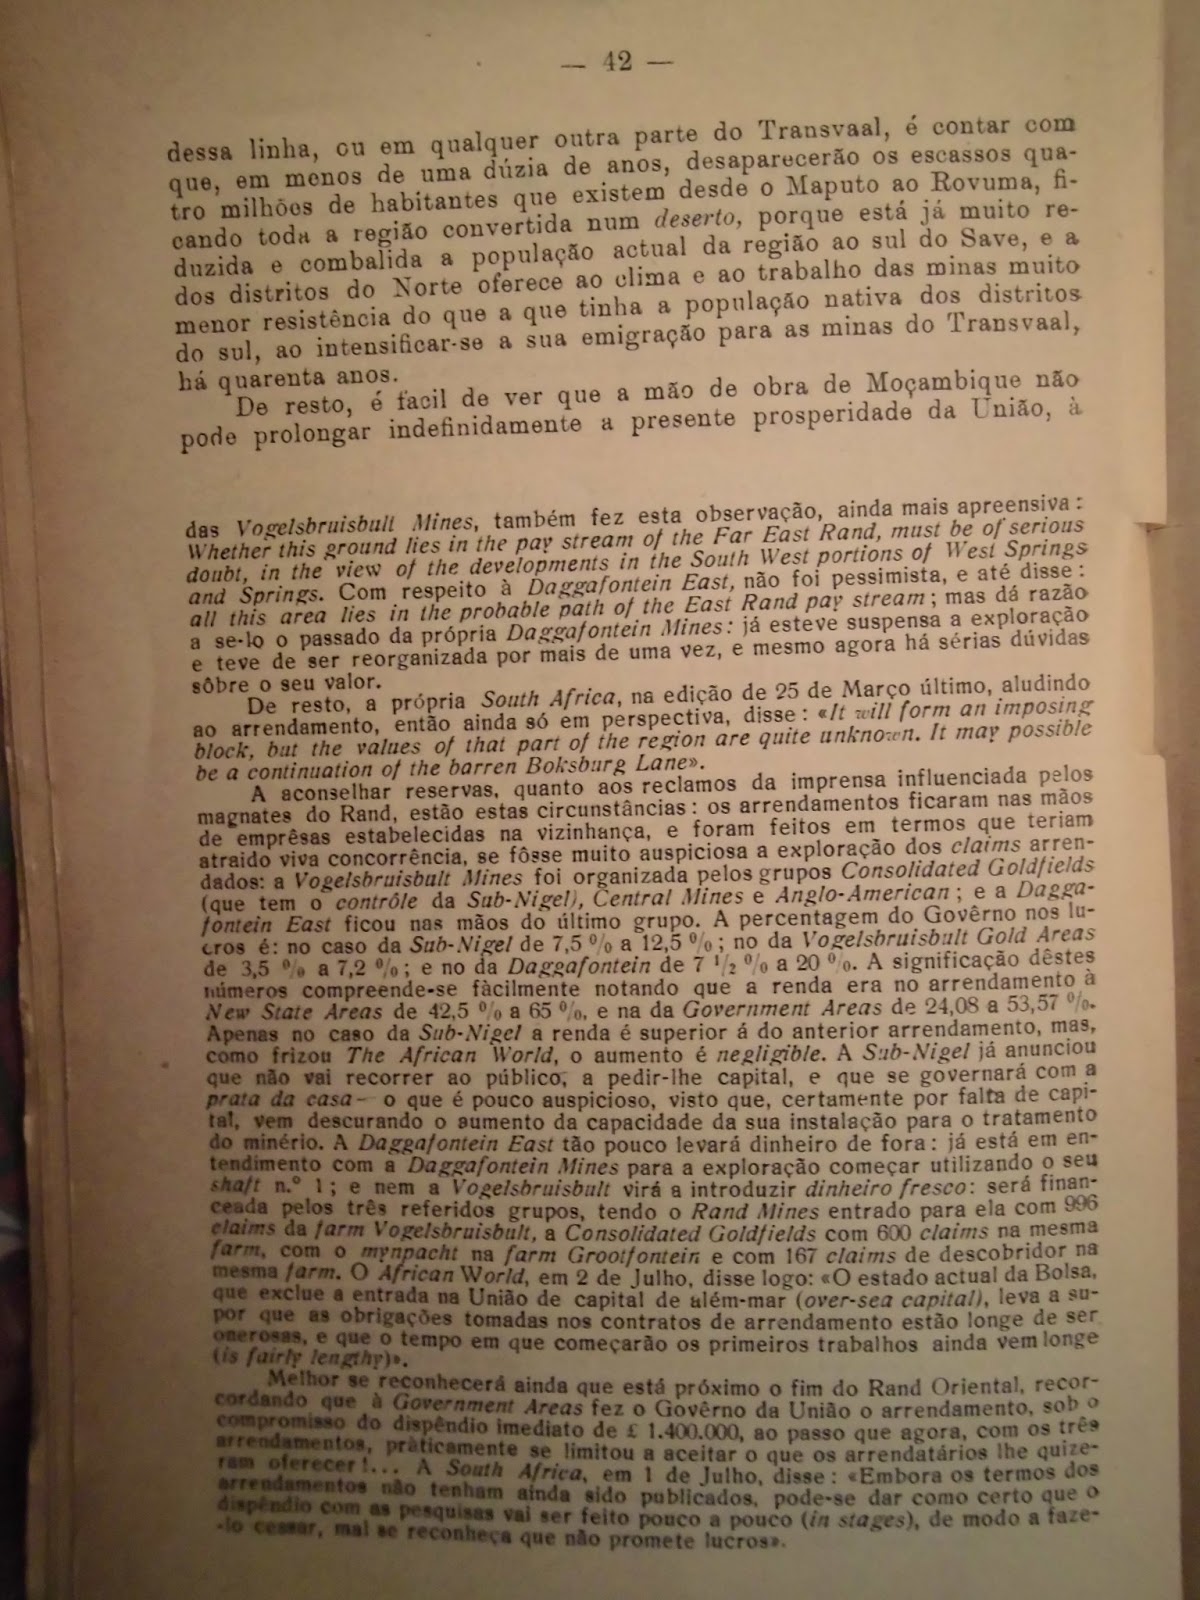 — 42 —
dessa linha, ou em qualquer outra parte do Transvaal, é contar com
que, em menos de uma dúzia de anos, desaparecerão os escassos qua-
tro milhões de habitantes que existem desde o Maputo ao Rovuma, fi-
cando toda a região convertida num deserto, porque está já muito re-
duzida e combalida a população actual da região ao sul do Save, e a
dos distritos do Norte oferece ao clima e ao trabalho das minas muito
menor resistência do que a que tinha a população nativa dos distritos
do sul, ao intensificar-se a sua emigração para as minas do Transvaal,
há quarenta anos.
De resto, é facil de ver que a mão de obra de Moçambique não
pode prolongar indefinidamente a presente prosperidade da União, à
das Vogelsbruisbult Mines, também fez esta observação, ainda mais apreensiva :
Whether this ground lies in the pay stream of the Far East Rand, must be of serious
doubt, in the view of the developments in the South West portions of West Springs
and Springs. Com respeito à Daggafontein East, não foi pessimista, e até disse :
all this area lies in the probable path of the East Rand pay stream ; mas dá razão
a se-lo o passado da própria Daggafontein Mines : já esteve suspensa a exploração
e teve de ser reorganizada por mais de uma vez, e mesmo agora há sérias dúvidas
sôbre o seu valor.
De resto, a própria South Africa, na edição de 25 de Março último, aludindo
ao arrendamento, então ainda só em perspectiva, disse : «It will form an imposing
block, but the values of that part of the region are quite unknown. It may possible
be a continuation of the barren Boksburg Lane».
A aconselhar reservas, quanto aos reclamos da imprensa influenciada pelos
magnates do Rand, estão estas circunstâncias : os arrendamentos ficaram nas mãos
de emprêsas estabelecidas na vizinhança, e foram feitos em termos que teriam
atraido viva concorrência, se fôsse muito auspiciosa a exploração dos claims arren-
dados: a Vogelsbruisbult Mines foi organizada pelos grupos Consolidated Goldfields
(que tem o contrôle da Sub-Nigel), Central Mines e Anglo-American ; e a Dagga-
fontein East ficou nas mãos do último grupo. A percentagem do Govêrno nos lu-
cros é: no caso da Sub-Nigel de 7,5 % a 12,5 % ; no da Vogelsbruisbult Gold Areas
de 3,5 % a 7,2 % ; e no da Daggafontein de 7 1/2 % a 20 %. A significação dêstes
números compreende-se fàcilmente notando que a renda era no arrendamento à
New State Areas de 42,5 % a 65 %, e na da Government Areas de 24,08 a 53,57 %.
Apenas no caso da Sub-Nigel a renda é superior á do anterior arrendamento, mas,
como frizou The African World, o aumento é negligible. A Sub-Nigel já anunciou
que não vai recorrer ao público, a pedir-lhe capital, e que se governará com a
prata da casa – o que é pouco auspicioso, visto que, certamente por falta de capi-
tal, vem descurando o aumento da capacidade da sua instalação para o tratamento
do minério. A Daggafontein East tão pouco levará dinheiro de fora : já está em en-
tendimento com a Daggafontein Mines para a exploração começar utilizando o seu
shaft n.º 1 ; e nem a Vogelsbruisbult virá a introduzir dinheiro fresco : será finan-
ceada pelos três referidos grupos, tendo o Rand Mines entrado para ela com 996
claims da farm Vogelsbruisbult, a Consolidated Goldfields com 600 claims na mesma
farm, com o mynpacht na farm Grootfontein e com 167 claims de descobridor na
mesma farm. O African World, em 2 de Julho, disse logo: «O estado actual da Bolsa,
que exclue a entrada na União de capital de além-mar (over-sea capital), leva a su-
por que as obrigações tomadas nos contratos de arrendamento estão longe de ser
onerosas, e que o tempo em que começarão os primeiros trabalhos ainda vem longe
(is fairly lengthy)».
Melhor se reconhecerá ainda que está próximo o fim do Rand Oriental, recor-
cordando que à Government Areas fez o Govêrno da União o arrendamento, sob o
compromisso do dispêndio imediato de £ 1.400.000, ao passo que agora, com os três
arrendamentos, pràticamente se limitou a aceitar o que os arrendatários lhe quize-
ram oferecer !... A South Africa, em 1 de Julho, disse : «Embora os termos dos
arrendamentos não tenham ainda sido publicados, pode-se dar como certo que o
dispêndio com as pesquisas vai ser feito pouco a pouco (in stages), de modo a faze-
-lo cessar, mal se reconheça que não promete lucros».